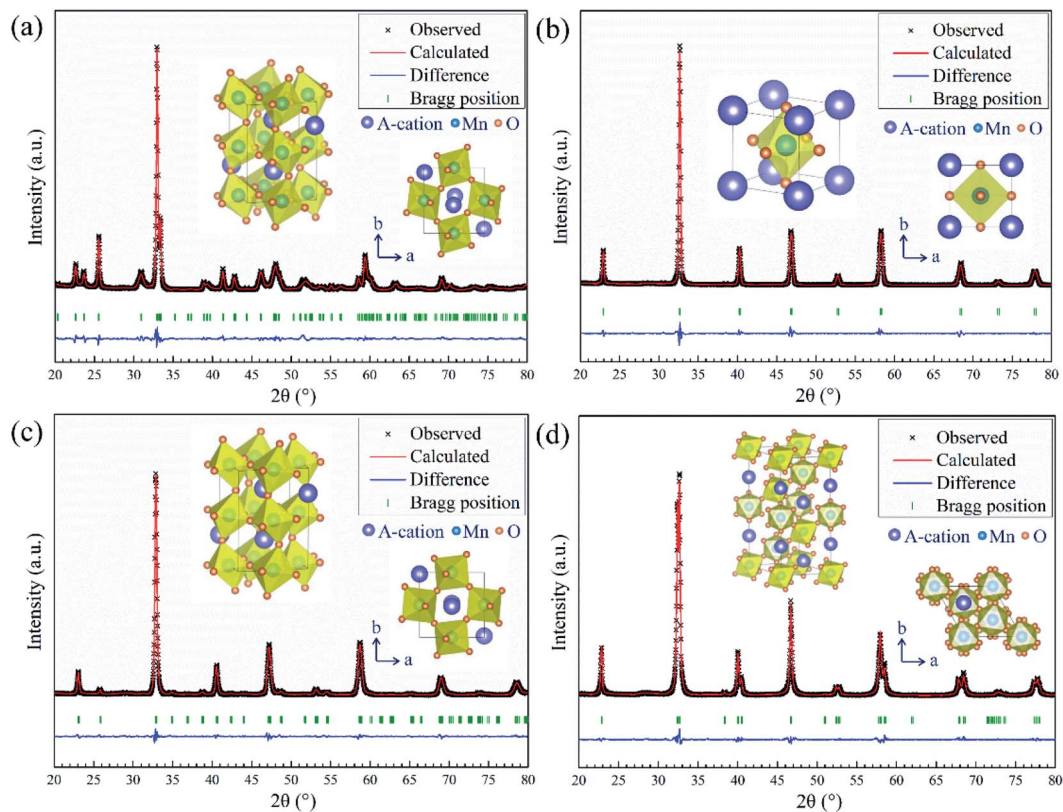 (a)
Observed
Calculated
Difference
Bragg position
A-cation Mn O
b
a
Intensity (a.u.)
20 25 30 35 40 45 50 55 60 65 70 75 80
2θ (°)
(b)
Observed
Calculated
Difference
Bragg position
A-cation Mn O
b
a
Intensity (a.u.)
20 25 30 35 40 45 50 55 60 65 70 75 80
2θ (°)
(c)
Observed
Calculated
Difference
Bragg position
A-cation Mn O
b
a
Intensity (a.u.)
20 25 30 35 40 45 50 55 60 65 70 75 80
2θ (°)
(d)
Observed
Calculated
Difference
Bragg position
A-cation Mn O
b
a
Intensity (a.u.)
20 25 30 35 40 45 50 55 60 65 70 75 80
2θ (°)